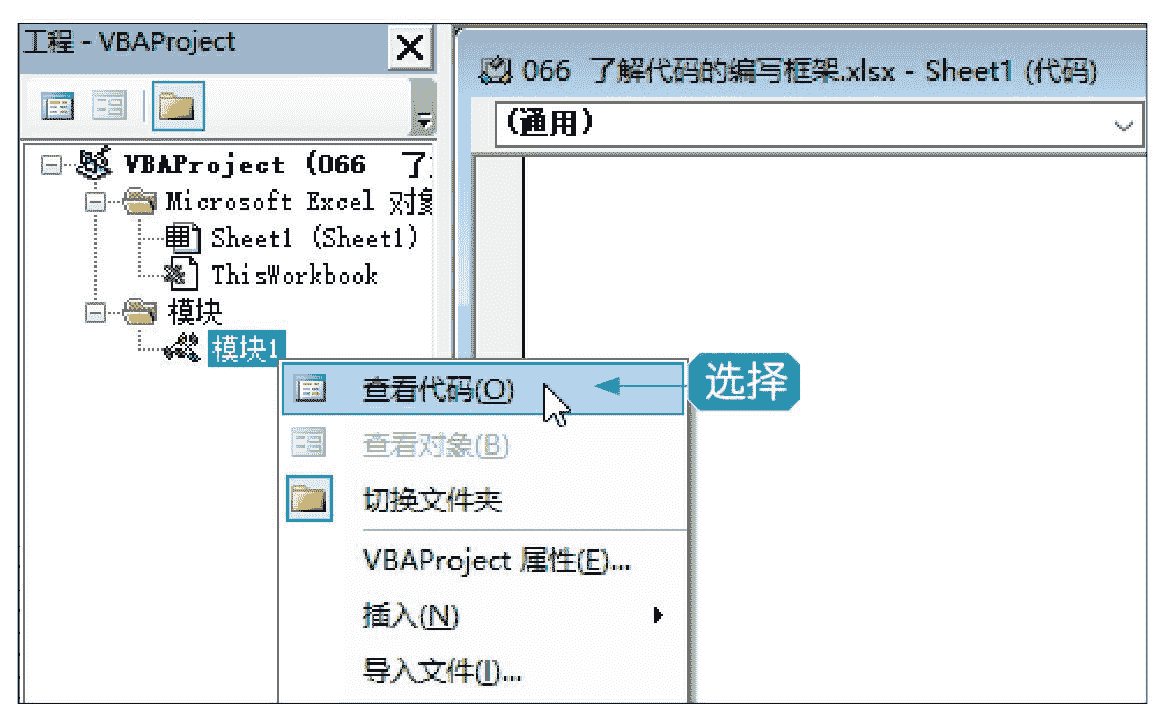 工程 - VBAProject
066 了解代码的编写框架.xlsx - Sheet1 (代码)
(通用)
VBAProject (066 了
Microsoft Excel 对象
Sheet1 (Sheet1)
ThisWorkbook
模块
模块1
查看代码(O)
选择
查看对象(B)
切换文件夹
VBAProject 属性(E)...
插入(N)
导入文件(I)...